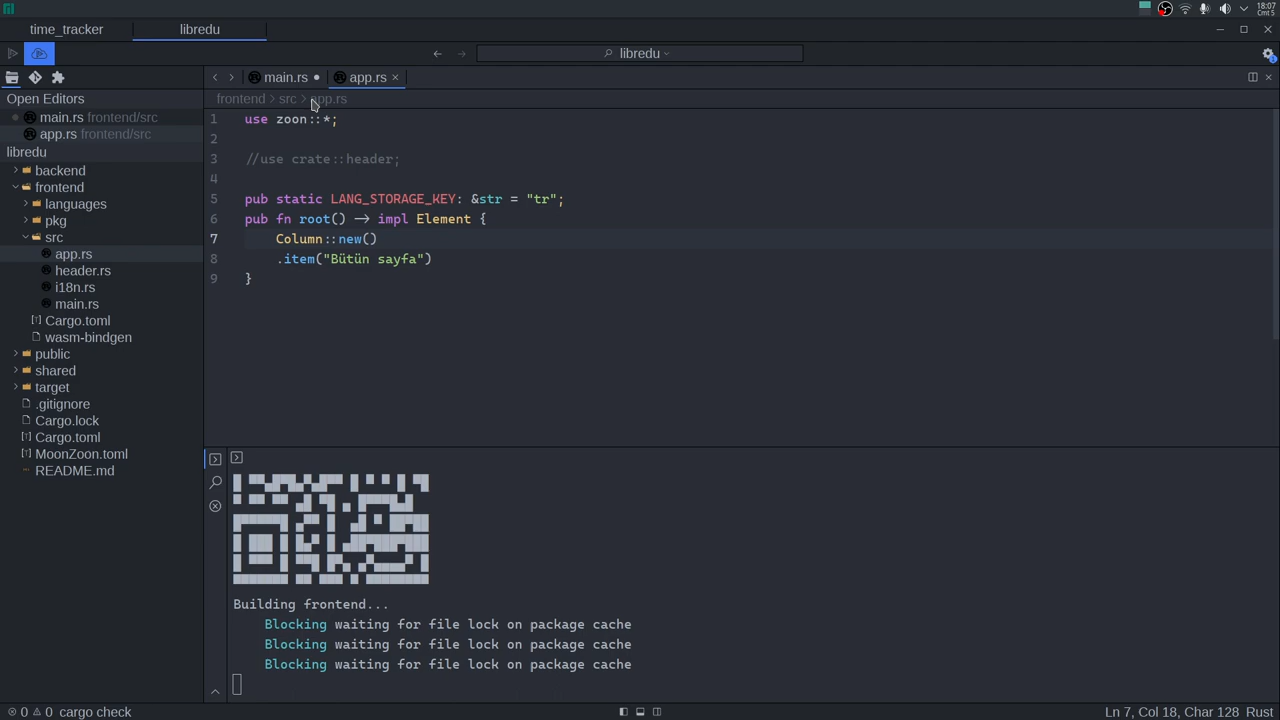 18:07
Cmt 5
time_tracker
libredu
libredu
main.rs
app.rs
Open Editors
frontend > src > app.rs
main.rs frontend/src
app.rs frontend/src
libredu
backend
frontend
languages
pkg
src
app.rs
header.rs
i18n.rs
main.rs
Cargo.toml
wasm-bindgen
public
shared
target
.gitignore
Cargo.lock
Cargo.toml
MoonZoon.toml
README.md
1 use zoon::*;
2
3 //use crate::header;
4
5 pub static LANG_STORAGE_KEY: &str = "tr";
6 pub fn root() -> impl Element {
7 Column::new()
8 .item("Bütün sayfa")
9 }
Building frontend...
Blocking waiting for file lock on package cache
Blocking waiting for file lock on package cache
Blocking waiting for file lock on package cache
0 0 cargo check
Ln 7, Col 18, Char 128 Rust